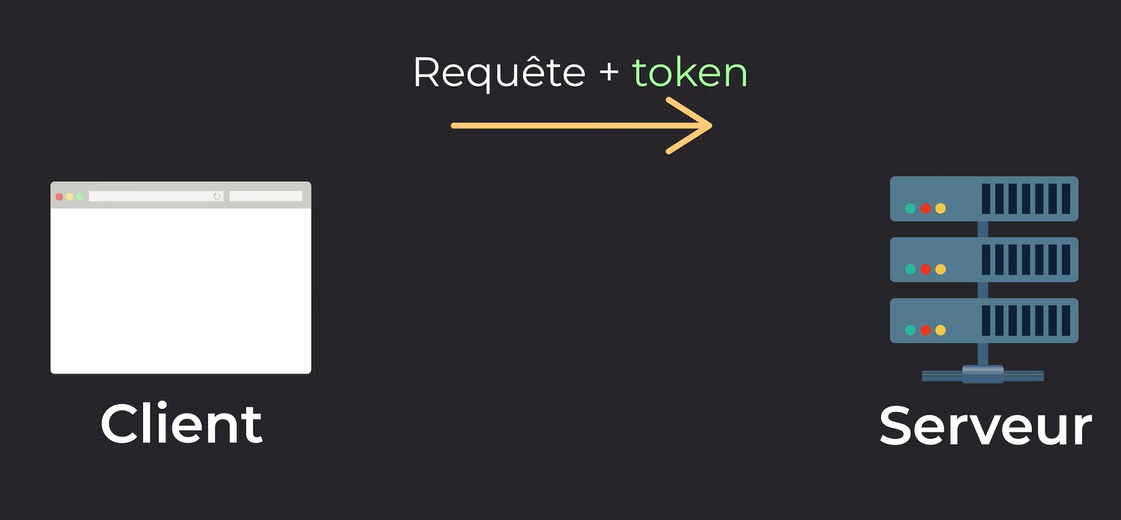 Requête + token
Client
Serveur